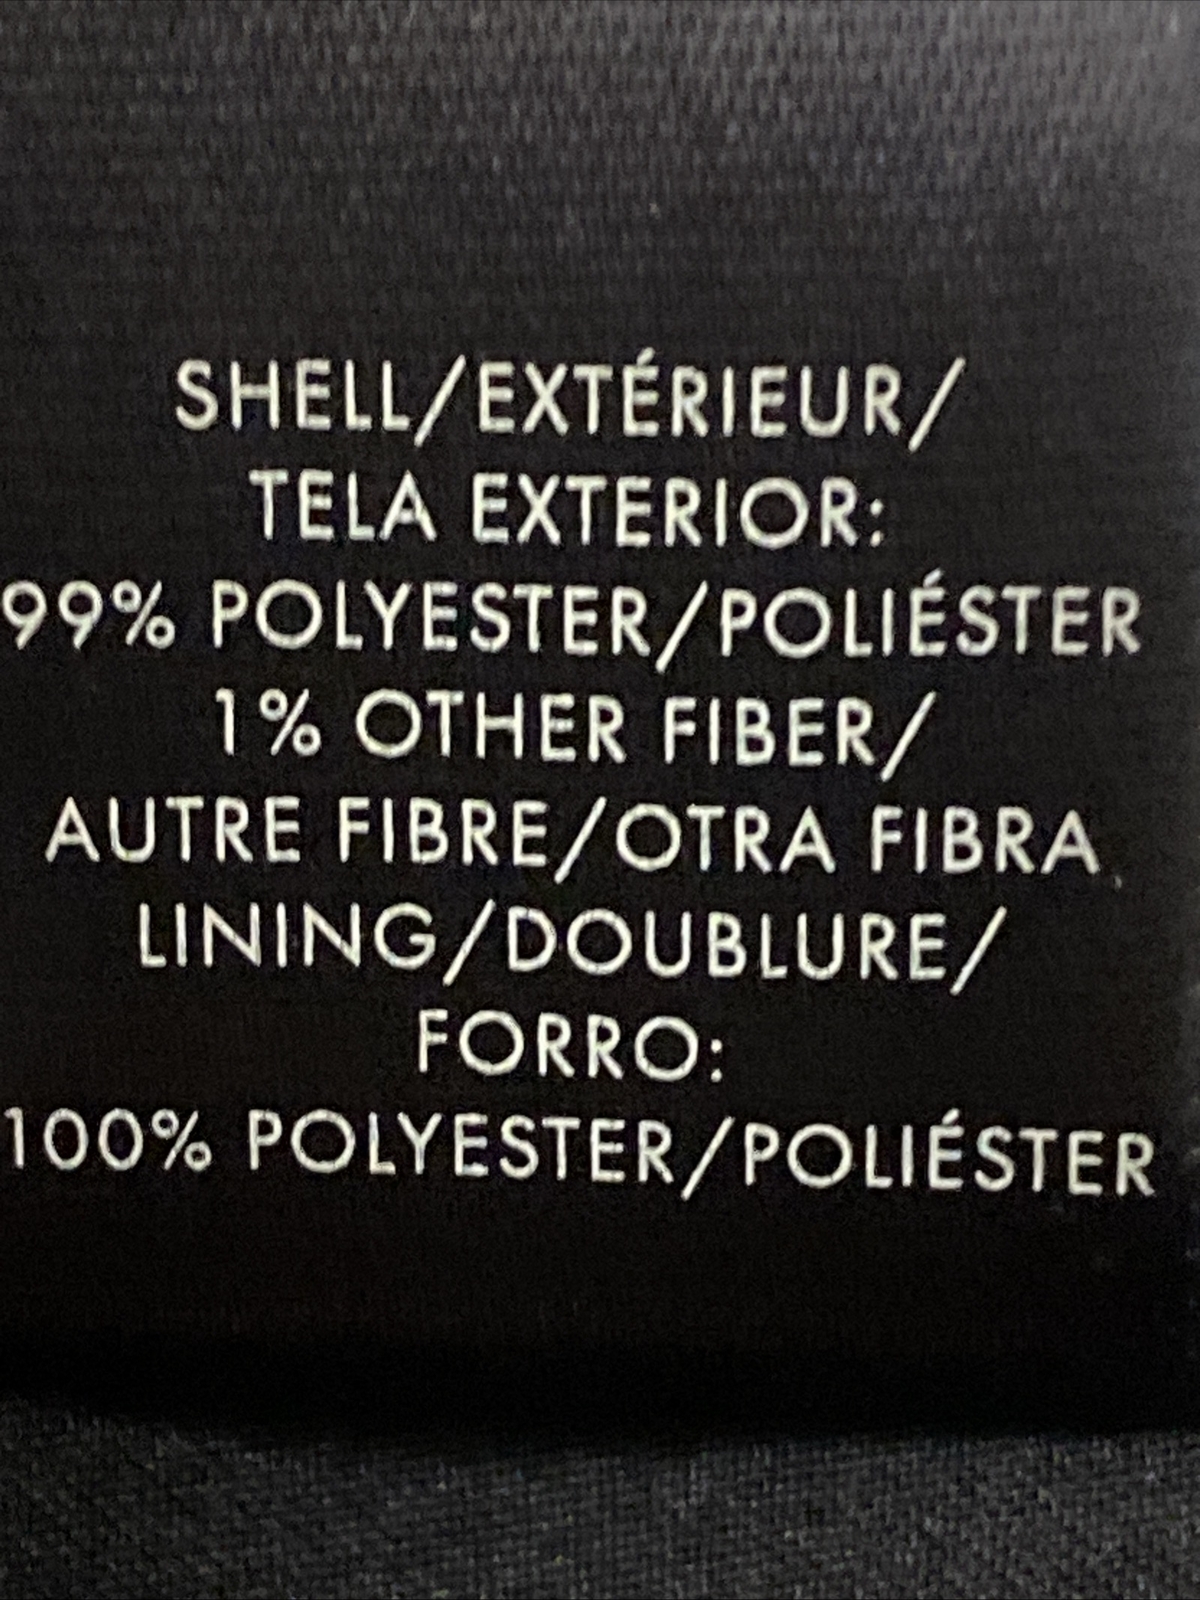 SHELL/EXTÉRIEUR/
TELA EXTERIOR:
99% POLYESTER/POLIÉSTER
1% OTHER FIBER/
AUTRE FIBRE/OTRA FIBRA
LINING/DOUBLURE/
FORRO:
100% POLYESTER/POLIÉSTER